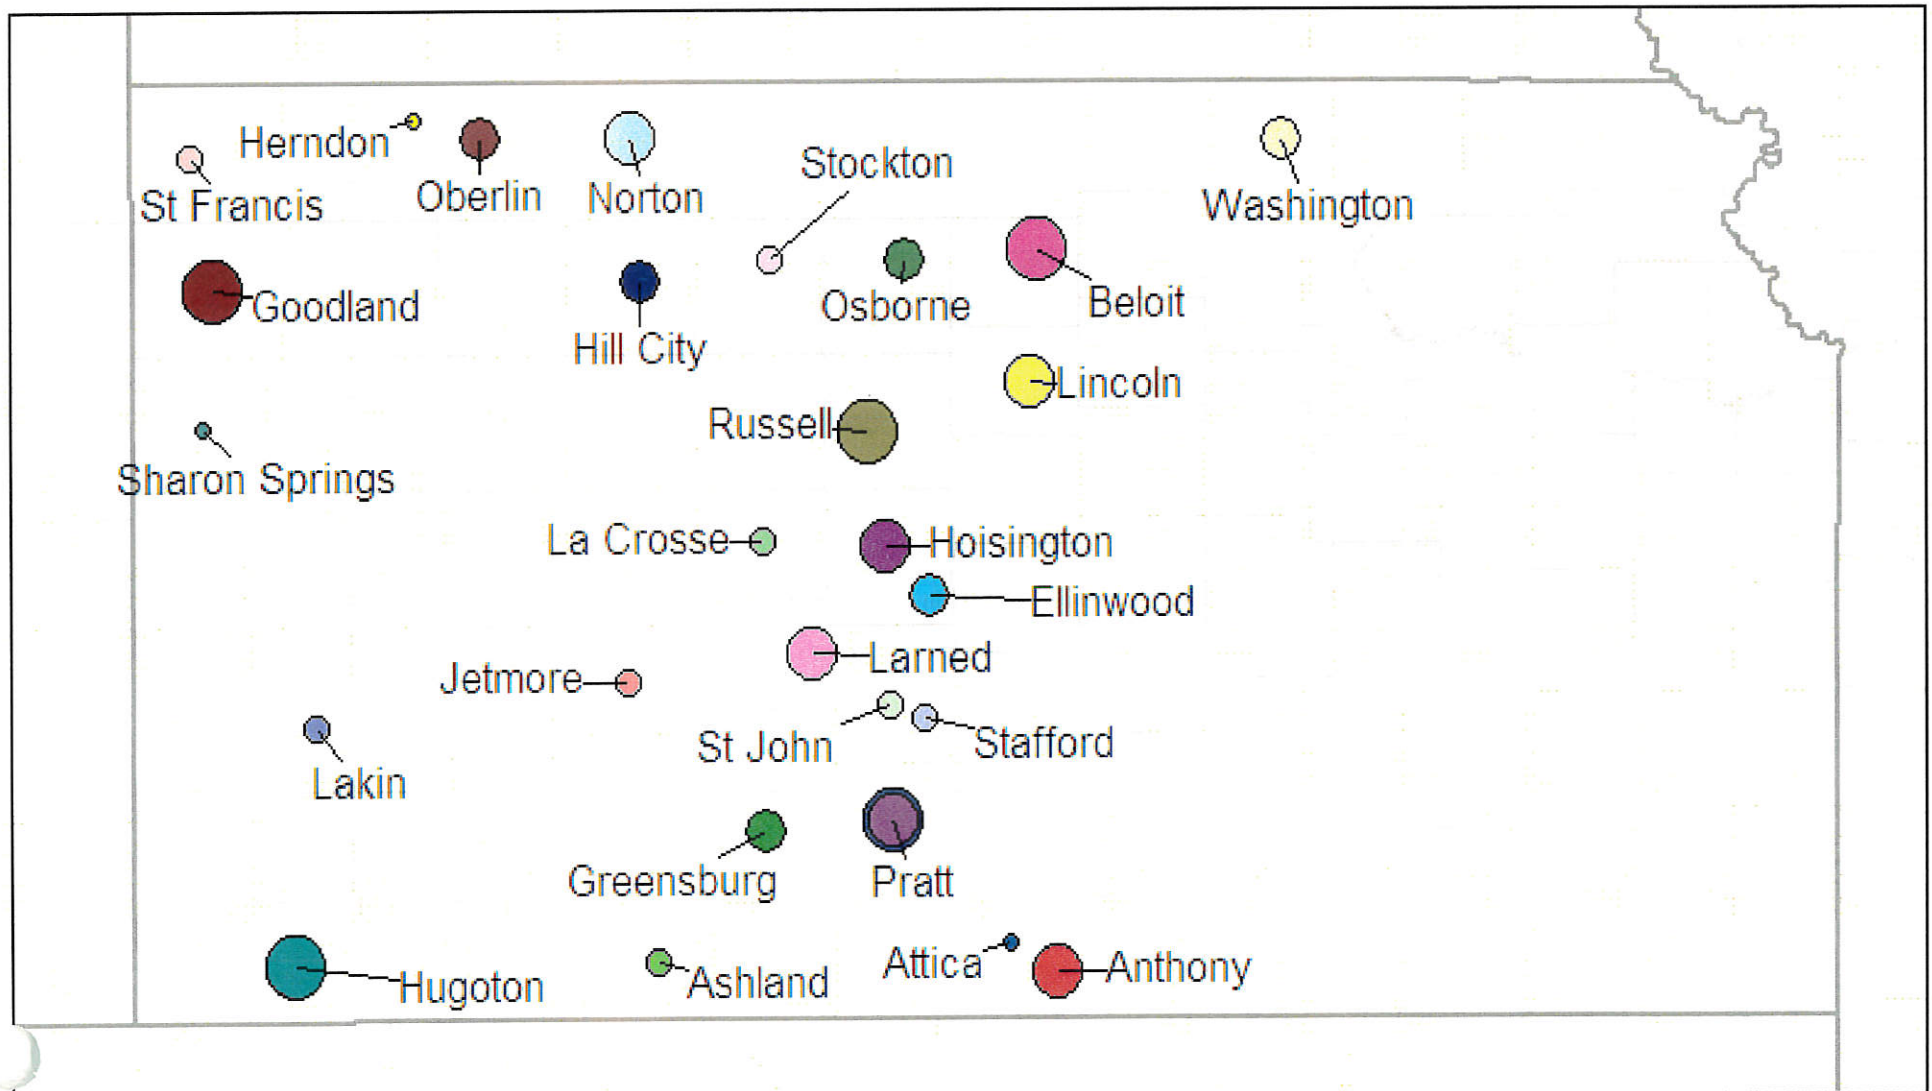 Herndon
St Francis
Oberlin
Norton
Stockton
Washington
Goodland
Hill City
Osborne
Beloit
Lincoln
Russell
Sharon Springs
La Crosse
Hoisington
Ellinwood
Larned
Jetmore
St John
Stafford
Lakin
Greensburg
Pratt
Hugoton
Ashland
Attica
Anthony